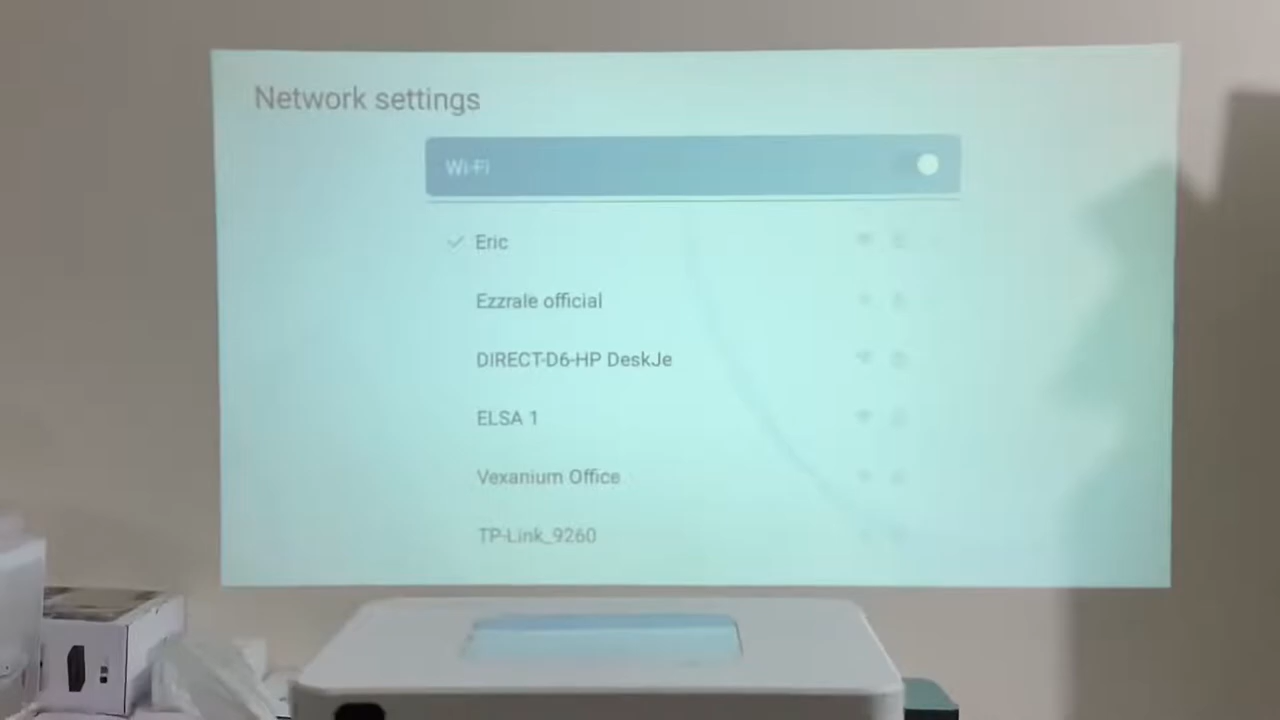 Network settings
Wi-Fi
Eric
Ezzrale official
DIRECT-D6-HP DeskJe
ELSA 1
Vexanium Office
TP-Link_9260